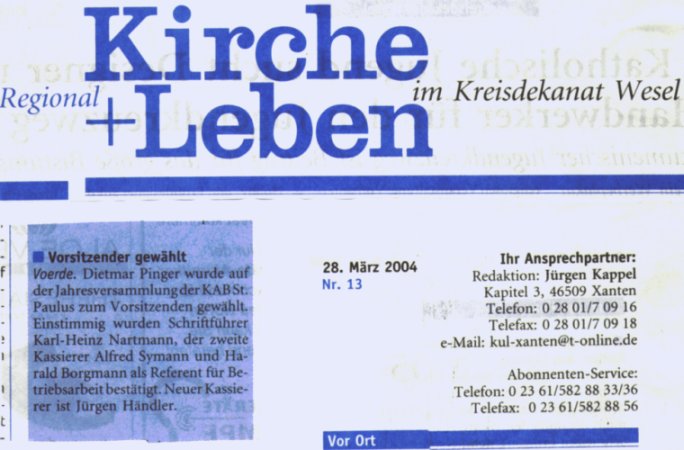 Kirche
Regional +Leben im Kreisdekanat Wesel
Vorsitzender gewählt
Voerde. Dietmar Pinger wurde auf
der Jahresversammlung der KAB St.
Paulus zum Vorsitzenden gewählt.
Einstimmig wurden Schriftführer
Karl-Heinz Nartmann, der zweite
Kassierer Alfred Symann und Ha-
rald Borgmann als Referent für Be-
triebsarbeit bestätigt. Neuer Kassie-
rer ist Jürgen Händler.
28. März 2004
Nr. 13
Ihr Ansprechpartner:
Redaktion: Jürgen Kappel
Kapitel 3, 46509 Xanten
Telefon: 0 28 01/7 09 16
Telefax: 0 28 01/7 09 18
e-Mail: kul-xanten@t-online.de
Abonnenten-Service:
Telefon: 0 23 61/582 88 33/36
Telefax: 0 23 61/582 88 56
Vor Ort